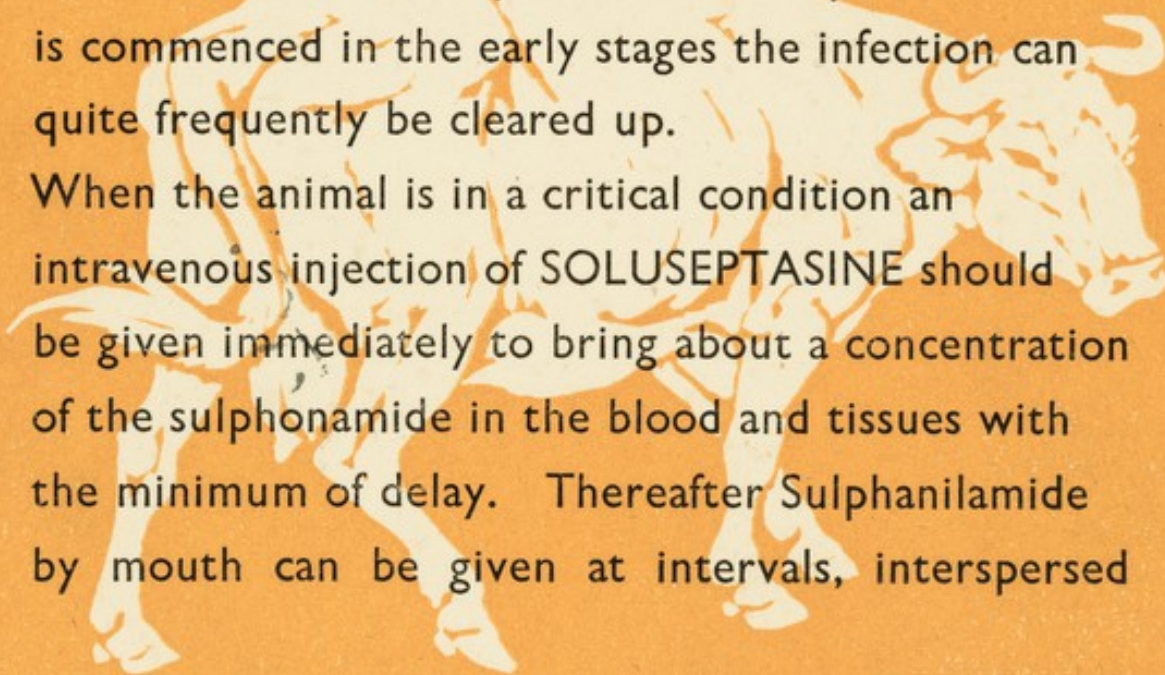 is commenced in the early stages the infection can
quite frequently be cleared up.
When the animal is in a critical condition an
intravenous injection of SOLUSEPTASINE should
be given immediately to bring about a concentration
of the sulphonamide in the blood and tissues with
the minimum of delay. Thereafter Sulphanilamide
by mouth can be given at intervals, interspersed